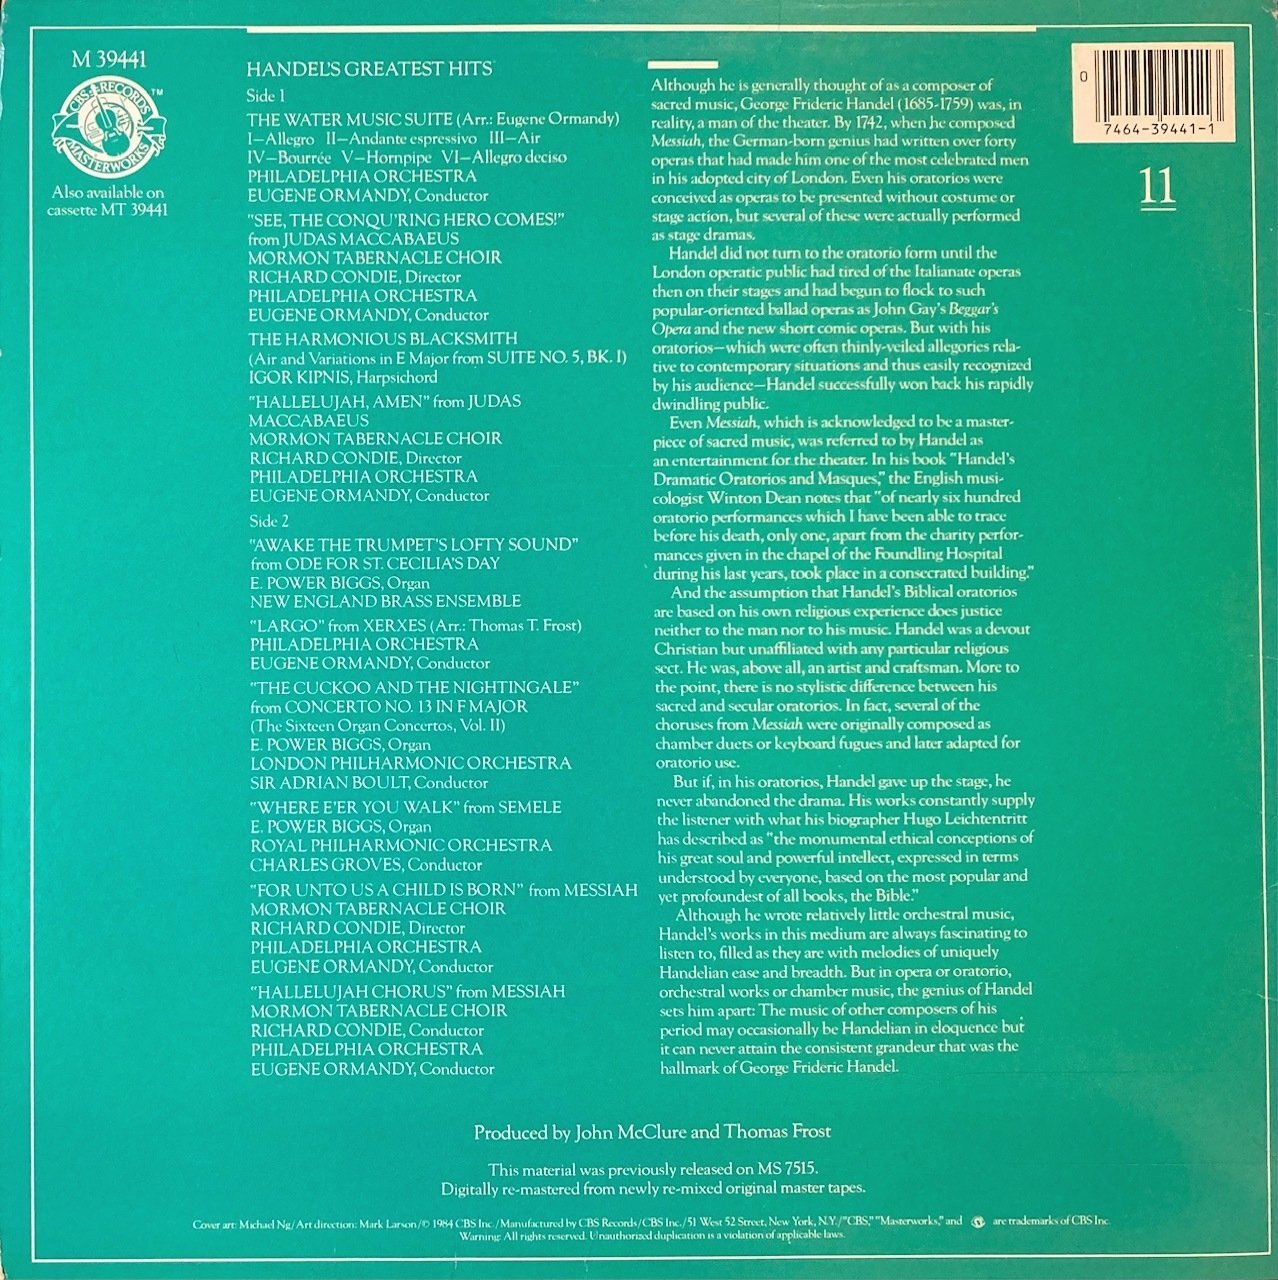 M 39441
CBS RECORDS
MASTERWORKS
TM
Also available on
cassette MT 39441
HANDEL'S GREATEST HITS
Side 1
THE WATER MUSIC SUITE (Arr.: Eugene Ormandy)
I—Allegro II—Andante espressivo III—Air
IV—Bourrée V—Hornpipe VI—Allegro deciso
PHILADELPHIA ORCHESTRA
EUGENE ORMANDY, Conductor
"SEE, THE CONQU'RING HERO COMES!"
from JUDAS MACCABAEUS
MORMON TABERNACLE CHOIR
RICHARD CONDIE, Director
PHILADELPHIA ORCHESTRA
EUGENE ORMANDY, Conductor
THE HARMONIOUS BLACKSMITH
(Air and Variations in E Major from SUITE NO. 5, BK. I)
IGOR KIPNIS, Harpsichord
"HALLELUJAH, AMEN" from JUDAS
MACCABAEUS
MORMON TABERNACLE CHOIR
RICHARD CONDIE, Director
PHILADELPHIA ORCHESTRA
EUGENE ORMANDY, Conductor
Side 2
"AWAKE THE TRUMPET'S LOFTY SOUND"
from ODE FOR ST. CECILIA'S DAY
E. POWER BIGGS, Organ
NEW ENGLAND BRASS ENSEMBLE
"LARGO" from XERXES (Arr.: Thomas T. Frost)
PHILADELPHIA ORCHESTRA
EUGENE ORMANDY, Conductor
"THE CUCKOO AND THE NIGHTINGALE"
from CONCERTO NO. 13 IN F MAJOR
(The Sixteen Organ Concertos, Vol. II)
E. POWER BIGGS, Organ
LONDON PHILHARMONIC ORCHESTRA
SIR ADRIAN BOULT, Conductor
"WHERE E'ER YOU WALK" from SEMELE
E. POWER BIGGS, Organ
ROYAL PHILHARMONIC ORCHESTRA
CHARLES GROVES, Conductor
"FOR UNTO US A CHILD IS BORN" from MESSIAH
MORMON TABERNACLE CHOIR
RICHARD CONDIE, Director
PHILADELPHIA ORCHESTRA
EUGENE ORMANDY, Conductor
"HALLELUJAH CHORUS" from MESSIAH
MORMON TABERNACLE CHOIR
RICHARD CONDIE, Conductor
PHILADELPHIA ORCHESTRA
EUGENE ORMANDY, Conductor
Although he is generally thought of as a composer of
sacred music, George Frideric Handel (1685-1759) was, in
reality, a man of the theater. By 1742, when he composed
Messiah, the German-born genius had written over forty
operas that had made him one of the most celebrated men
in his adopted city of London. Even his oratorios were
conceived as operas to be presented without costume or
stage action, but several of these were actually performed
as stage dramas.
Handel did not turn to the oratorio form until the
London operatic public had tired of the Italianate operas
then on their stages and had begun to flock to such
popular-oriented ballad operas as John Gay's Beggar's
Opera and the new short comic operas. But with his
oratorios—which were often thinly-veiled allegories rela-
tive to contemporary situations and thus easily recognized
by his audience—Handel successfully won back his rapidly
dwindling public.
Even Messiah, which is acknowledged to be a master-
piece of sacred music, was referred to by Handel as
an entertainment for the theater. In his book "Handel's
Dramatic Oratorios and Masques," the English musi-
cologist Winton Dean notes that "of nearly six hundred
oratorio performances which I have been able to trace
before his death, only one, apart from the charity perfor-
mances given in the chapel of the Foundling Hospital
during his last years, took place in a consecrated building."
And the assumption that Handel's Biblical oratorios
are based on his own religious experience does justice
neither to the man nor to his music. Handel was a devout
Christian but unaffiliated with any particular religious
sect. He was, above all, an artist and craftsman. More to
the point, there is no stylistic difference between his
sacred and secular oratorios. In fact, several of the
choruses from Messiah were originally composed as
chamber duets or keyboard fugues and later adapted for
oratorio use.
But if, in his oratorios, Handel gave up the stage, he
never abandoned the drama. His works constantly supply
the listener with what his biographer Hugo Leichtentritt
has described as "the monumental ethical conceptions of
his great soul and powerful intellect, expressed in terms
understood by everyone, based on the most popular and
yet profoundest of all books, the Bible."
Although he wrote relatively little orchestral music,
Handel's works in this medium are always fascinating to
listen to, filled as they are with melodies of uniquely
Handelian ease and breadth. But in opera or oratorio,
orchestral works or chamber music, the genius of Handel
sets him apart: The music of other composers of his
period may occasionally be Handelian in eloquence but
it can never attain the consistent grandeur that was the
hallmark of George Frideric Handel.
0
7464-39441-1
11
Produced by John McClure and Thomas Frost
This material was previously released on MS 7515.
Digitally re-mastered from newly re-mixed original master tapes.
Cover art: Michael Ng/Art direction: Mark Larson/© 1984 CBS Inc./Manufactured by CBS Records/CBS Inc./51 West 52 Street, New York, N.Y./"CBS," "Masterworks," and are trademarks of CBS Inc.
Warning: All rights reserved. Unauthorized duplication is a violation of applicable laws.